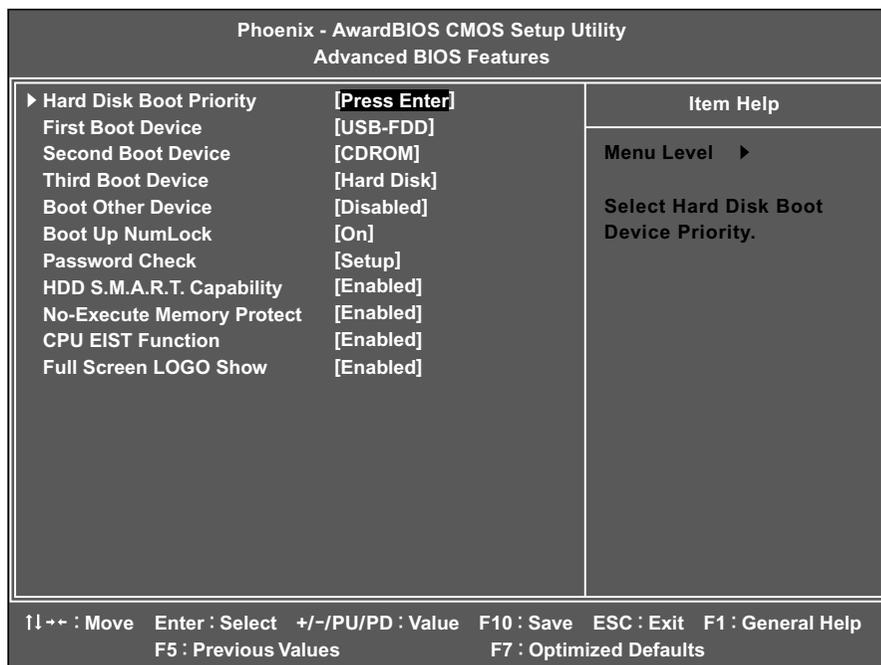 Phoenix - AwardBIOS CMOS Setup Utility
Advanced BIOS Features
Hard Disk Boot Priority [Press Enter]
First Boot Device [USB-FDD]
Second Boot Device [CDROM]
Third Boot Device [Hard Disk]
Boot Other Device [Disabled]
Boot Up NumLock [On]
Password Check [Setup]
HDD S.M.A.R.T. Capability [Enabled]
No-Execute Memory Protect [Enabled]
CPU EIST Function [Enabled]
Full Screen LOGO Show [Enabled]
Item Help
Menu Level
Select Hard Disk Boot
Device Priority.
↑↓→← : Move Enter : Select +/-/PU/PD : Value F10 : Save ESC : Exit F1 : General Help
F5 : Previous Values F7 : Optimized Defaults